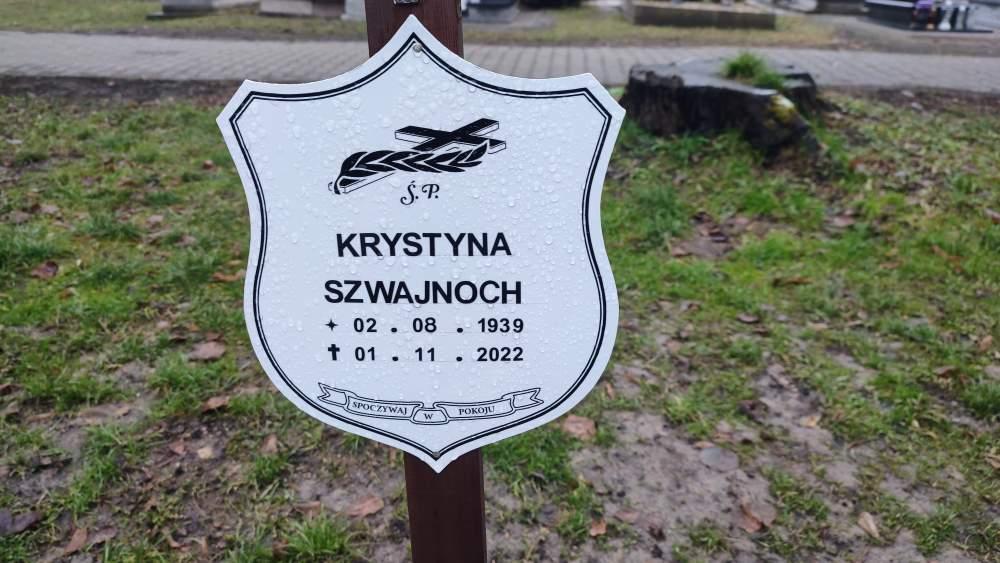 Ś. P.
KRYSTYNA
SZWAJNOCH
02 . 08 . 1939
01 . 11 . 2022
SPOCZYWAJ W POKOJU